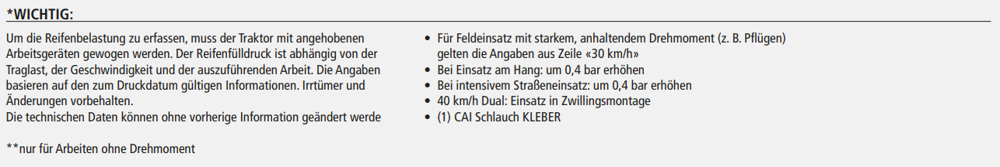 *WICHTIG:
Um die Reifenbelastung zu erfassen, muss der Traktor mit angehobenen
Arbeitsgeräten gewogen werden. Der Reifenfülldruck ist abhängig von der
Traglast, der Geschwindigkeit und der auszuführenden Arbeit. Die Angaben
basieren auf den zum Druckdatum gültigen Informationen. Irrtümer und
Änderungen vorbehalten.
Die technischen Daten können ohne vorherige Information geändert werde
**nur für Arbeiten ohne Drehmoment
• Für Feldeinsatz mit starkem, anhaltendem Drehmoment (z. B. Pflügen)
gelten die Angaben aus Zeile «30 km/h»
• Bei Einsatz am Hang: um 0,4 bar erhöhen
• Bei intensivem Straßeneinsatz: um 0,4 bar erhöhen
• 40 km/h Dual: Einsatz in Zwillingsmontage
• (1) CAI Schlauch KLEBER